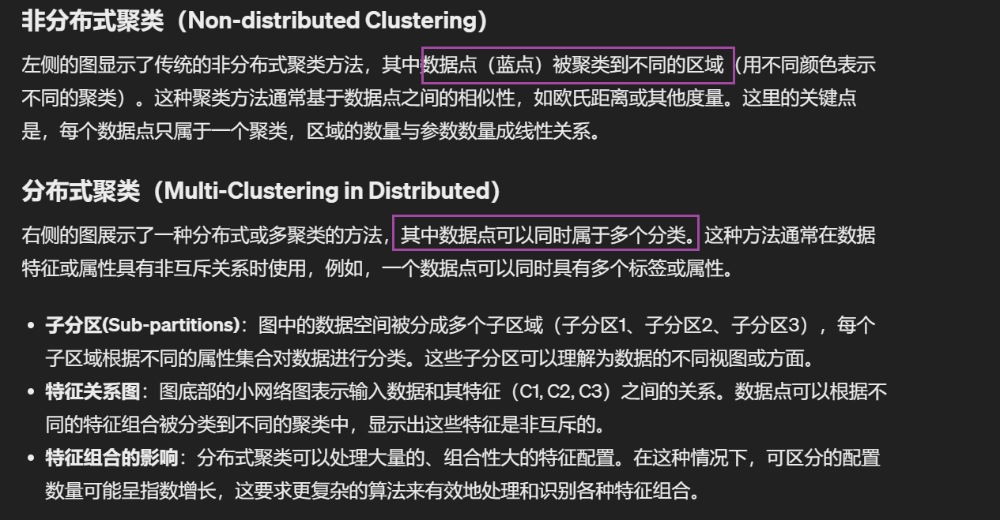 非分布式聚类（Non-distributed Clustering）
左侧的图显示了传统的非分布式聚类方法，其中数据点（蓝点）被聚类到不同的区域（用不同颜色表示
不同的聚类）。这种聚类方法通常基于数据点之间的相似性，如欧氏距离或其他度量。这里的关键点
是，每个数据点只属于一个聚类，区域的数量与参数数量成线性关系。
分布式聚类（Multi-Clustering in Distributed）
右侧的图展示了一种分布式或多聚类的方法，其中数据点可以同时属于多个分类。这种方法通常在数据
特征或属性具有非互斥关系时使用，例如，一个数据点可以同时具有多个标签或属性。
• 子分区(Sub-partitions)：图中的数据空间被分成多个子区域（子分区1、子分区2、子分区3），每个
子区域根据不同的属性集合对数据进行分类。这些子分区可以理解为数据的不同视图或方面。
• 特征关系图：图底部的小网络图表示输入数据和其特征（C1, C2, C3）之间的关系。数据点可以根据不
同的特征组合被分类到不同的聚类中，显示出这些特征是非互斥的。
• 特征组合的影响：分布式聚类可以处理大量的、组合性大的特征配置。在这种情况下，可区分的配置
数量可能呈指数增长，这要求更复杂的算法来有效地处理和识别各种特征组合。